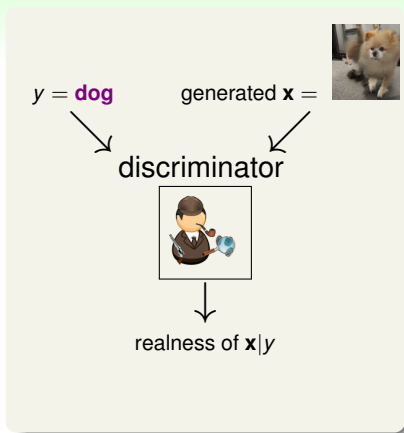 y = dog generated x =
discriminator
realness of x|y